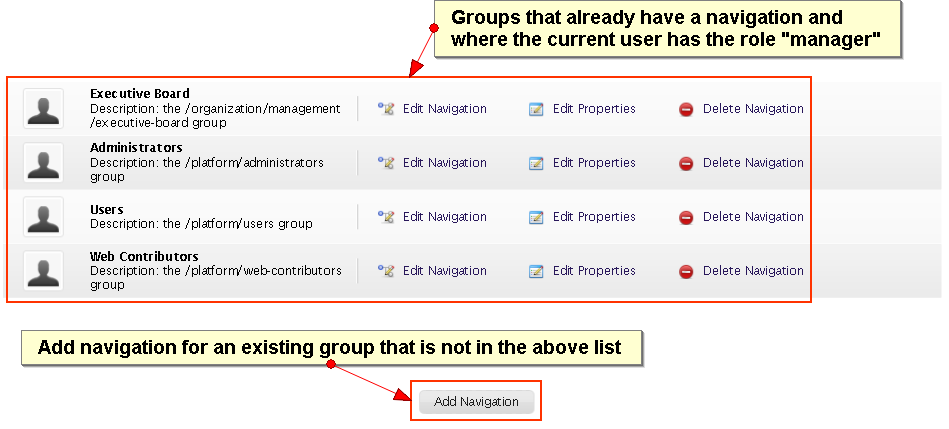 Groups that already have a navigation and
where the current user has the role "manager"
Executive Board
Description: the /organization/management
/executive-board group
Edit Navigation
Edit Properties
Delete Navigation
Administrators
Description: the /platform/administrators
group
Edit Navigation
Edit Properties
Delete Navigation
Users
Description: the /platform/users group
Edit Navigation
Edit Properties
Delete Navigation
Web Contributors
Description: the /platform/web-contributors
group
Edit Navigation
Edit Properties
Delete Navigation
Add navigation for an existing group that is not in the above list
Add Navigation